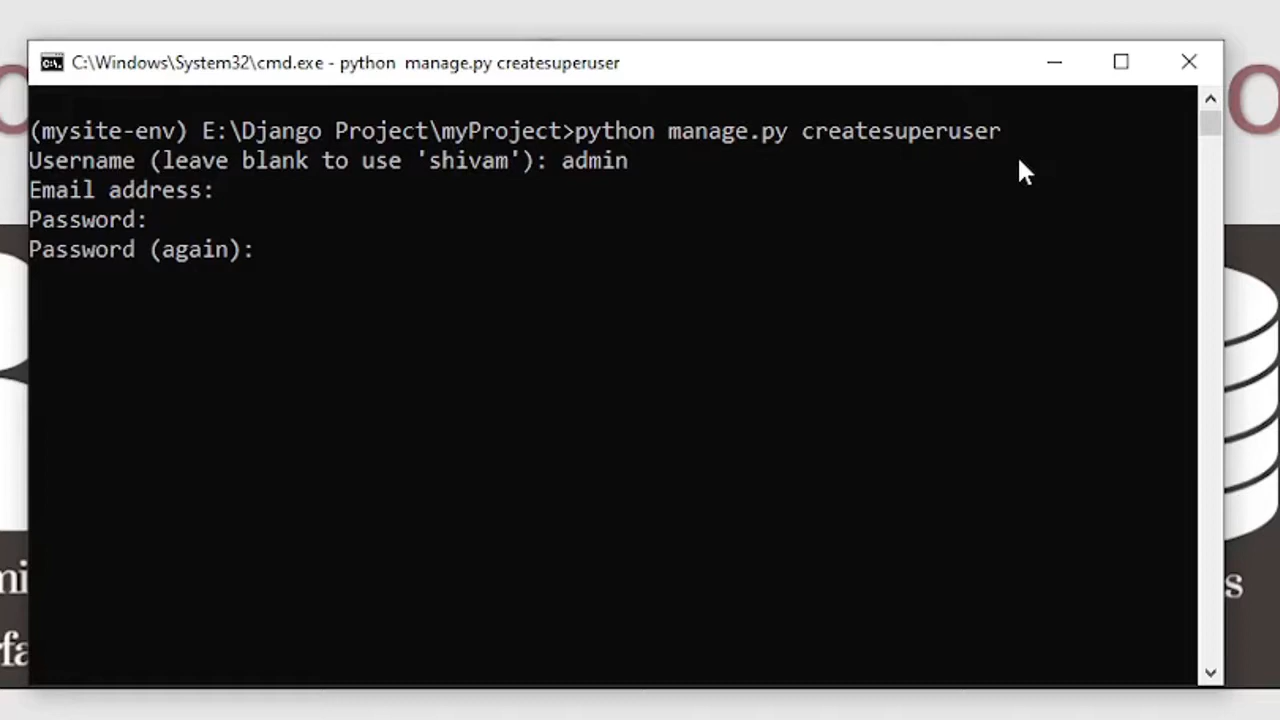 C:\Windows\System32\cmd.exe - python  manage.py createsuperuser
(mysite-env) E:\Django Project\myProject>python manage.py createsuperuser
Username (leave blank to use 'shivam'): admin
Email address:
Password:
Password (again):